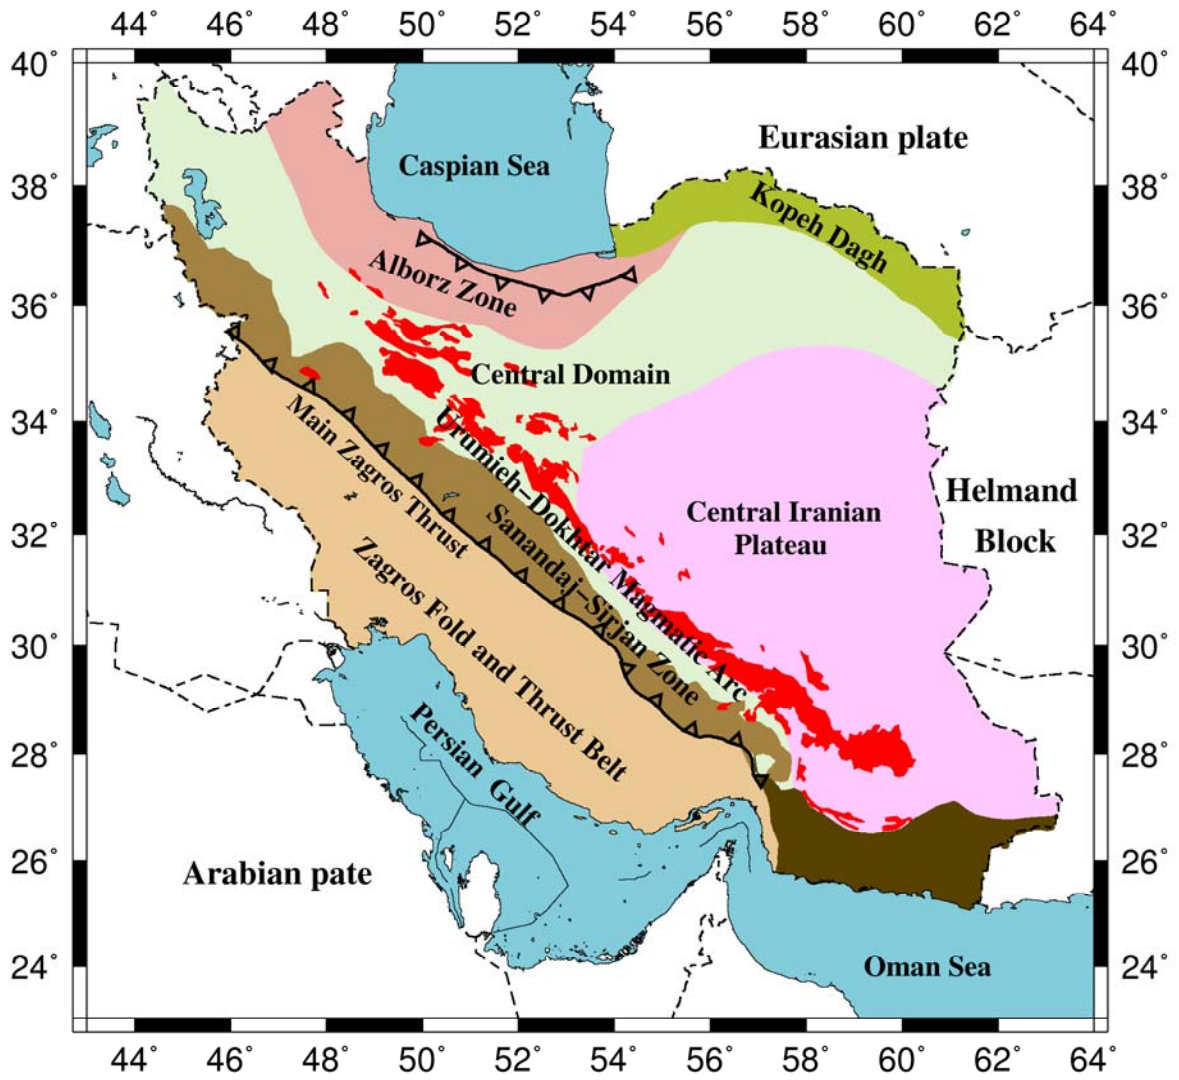 44° 46° 48° 50° 52° 54° 56° 58° 60° 62° 64°
40° 40°
Eurasian plate
Caspian Sea
38° 38°
Kopeh Dagh
Alborz Zone
36° 36°
Central Domain
34° 34°
Main Zagros Thrust
Urumieh-Dokhtar Magmatic Arc
Helmand
Block
Central Iranian
Plateau
32° 32°
Sanandaj-Sirjan Zone
Zagros Fold and Thrust Belt
30° 30°
Persian Gulf
28° 28°
26° 26°
Arabian pate
24° 24°
Oman Sea
44° 46° 48° 50° 52° 54° 56° 58° 60° 62° 64°